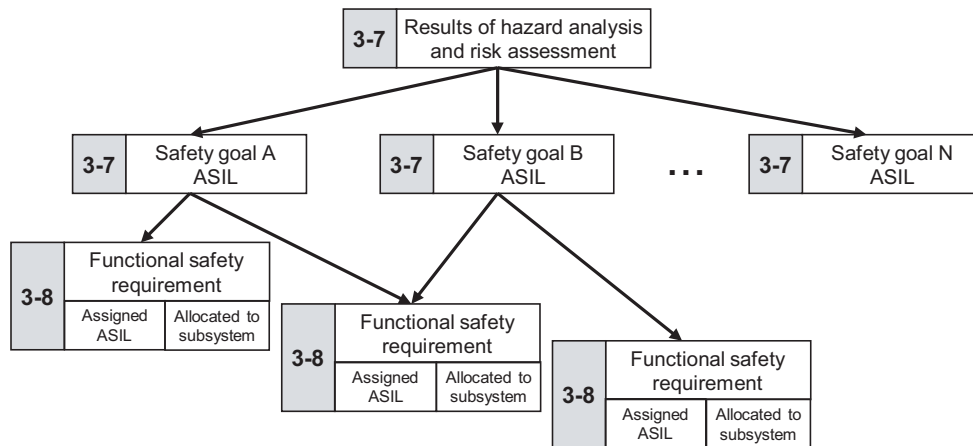 3-7
Results of hazard analysis
and risk assessment
3-7
Safety goal A
ASIL
3-7
Safety goal B
ASIL
...
3-7
Safety goal N
ASIL
3-8
Functional safety
requirement
Assigned
ASIL
Allocated to
subsystem
3-8
Functional safety
requirement
Assigned
ASIL
Allocated to
subsystem
3-8
Functional safety
requirement
Assigned
ASIL
Allocated to
subsystem